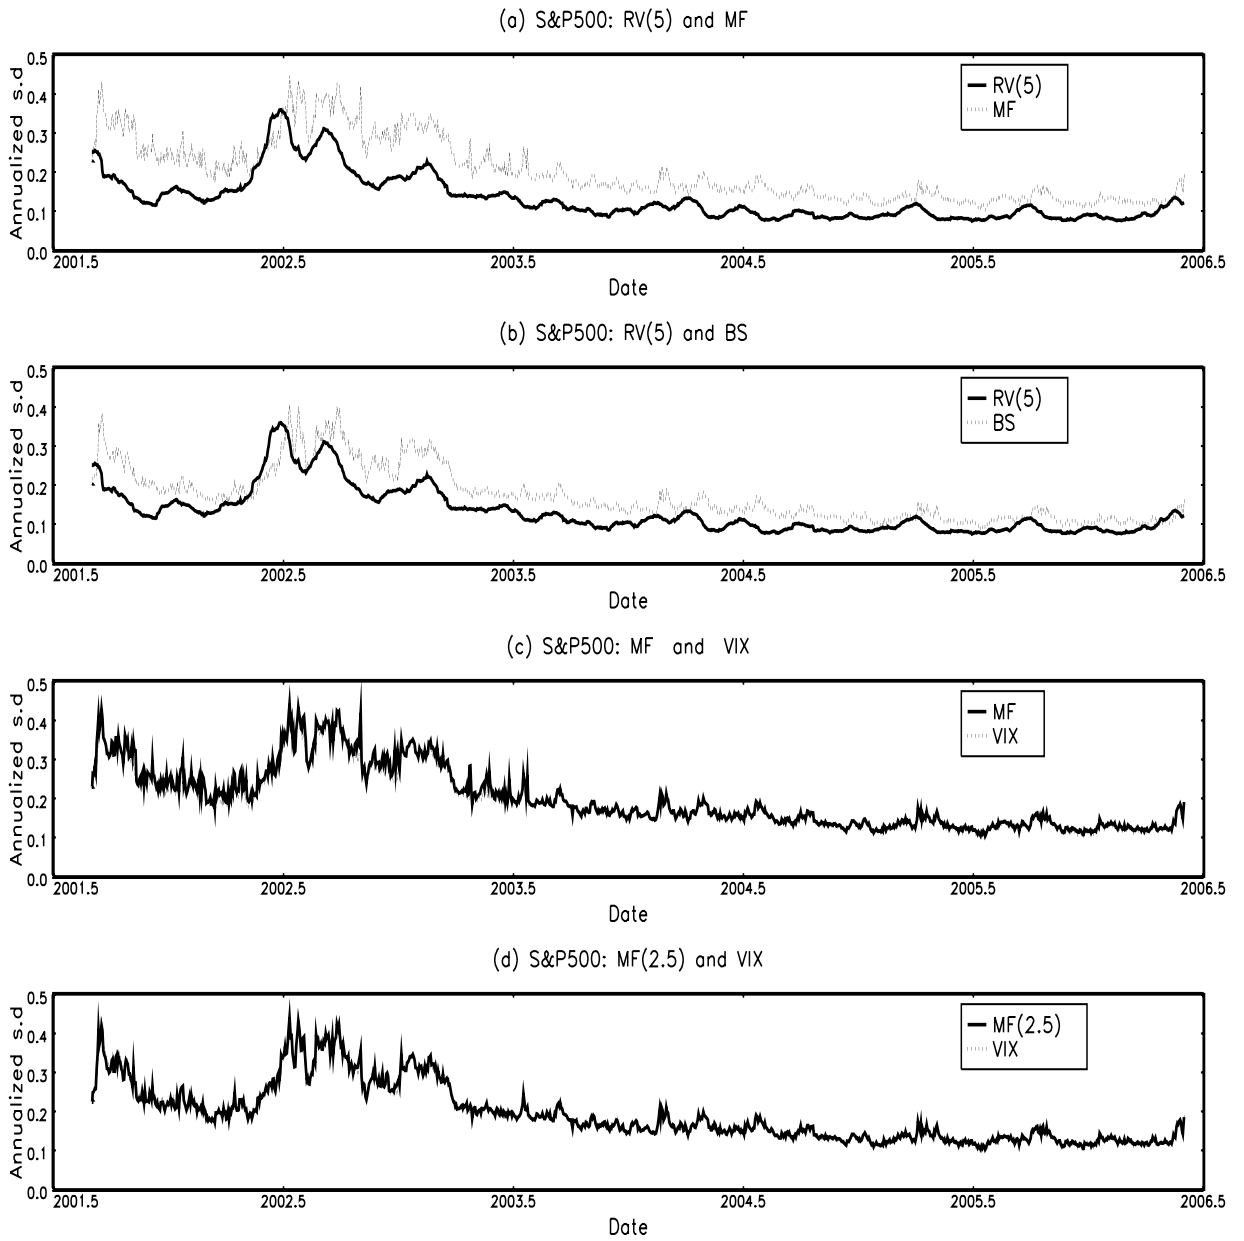 (a) S&P500: RV(5) and MF
Annualized s.d
0.5
0.4
0.3
0.2
0.1
0.0
RV(5)
MF
2001.5 2002.5 2003.5 2004.5 2005.5 2006.5
Date
(b) S&P500: RV(5) and BS
Annualized s.d
0.5
0.4
0.3
0.2
0.1
0.0
RV(5)
BS
2001.5 2002.5 2003.5 2004.5 2005.5 2006.5
Date
(c) S&P500: MF and VIX
Annualized s.d
0.5
0.4
0.3
0.2
0.1
0.0
MF
VIX
2001.5 2002.5 2003.5 2004.5 2005.5 2006.5
Date
(d) S&P500: MF(2.5) and VIX
Annualized s.d
0.5
0.4
0.3
0.2
0.1
0.0
MF(2.5)
VIX
2001.5 2002.5 2003.5 2004.5 2005.5 2006.5
Date